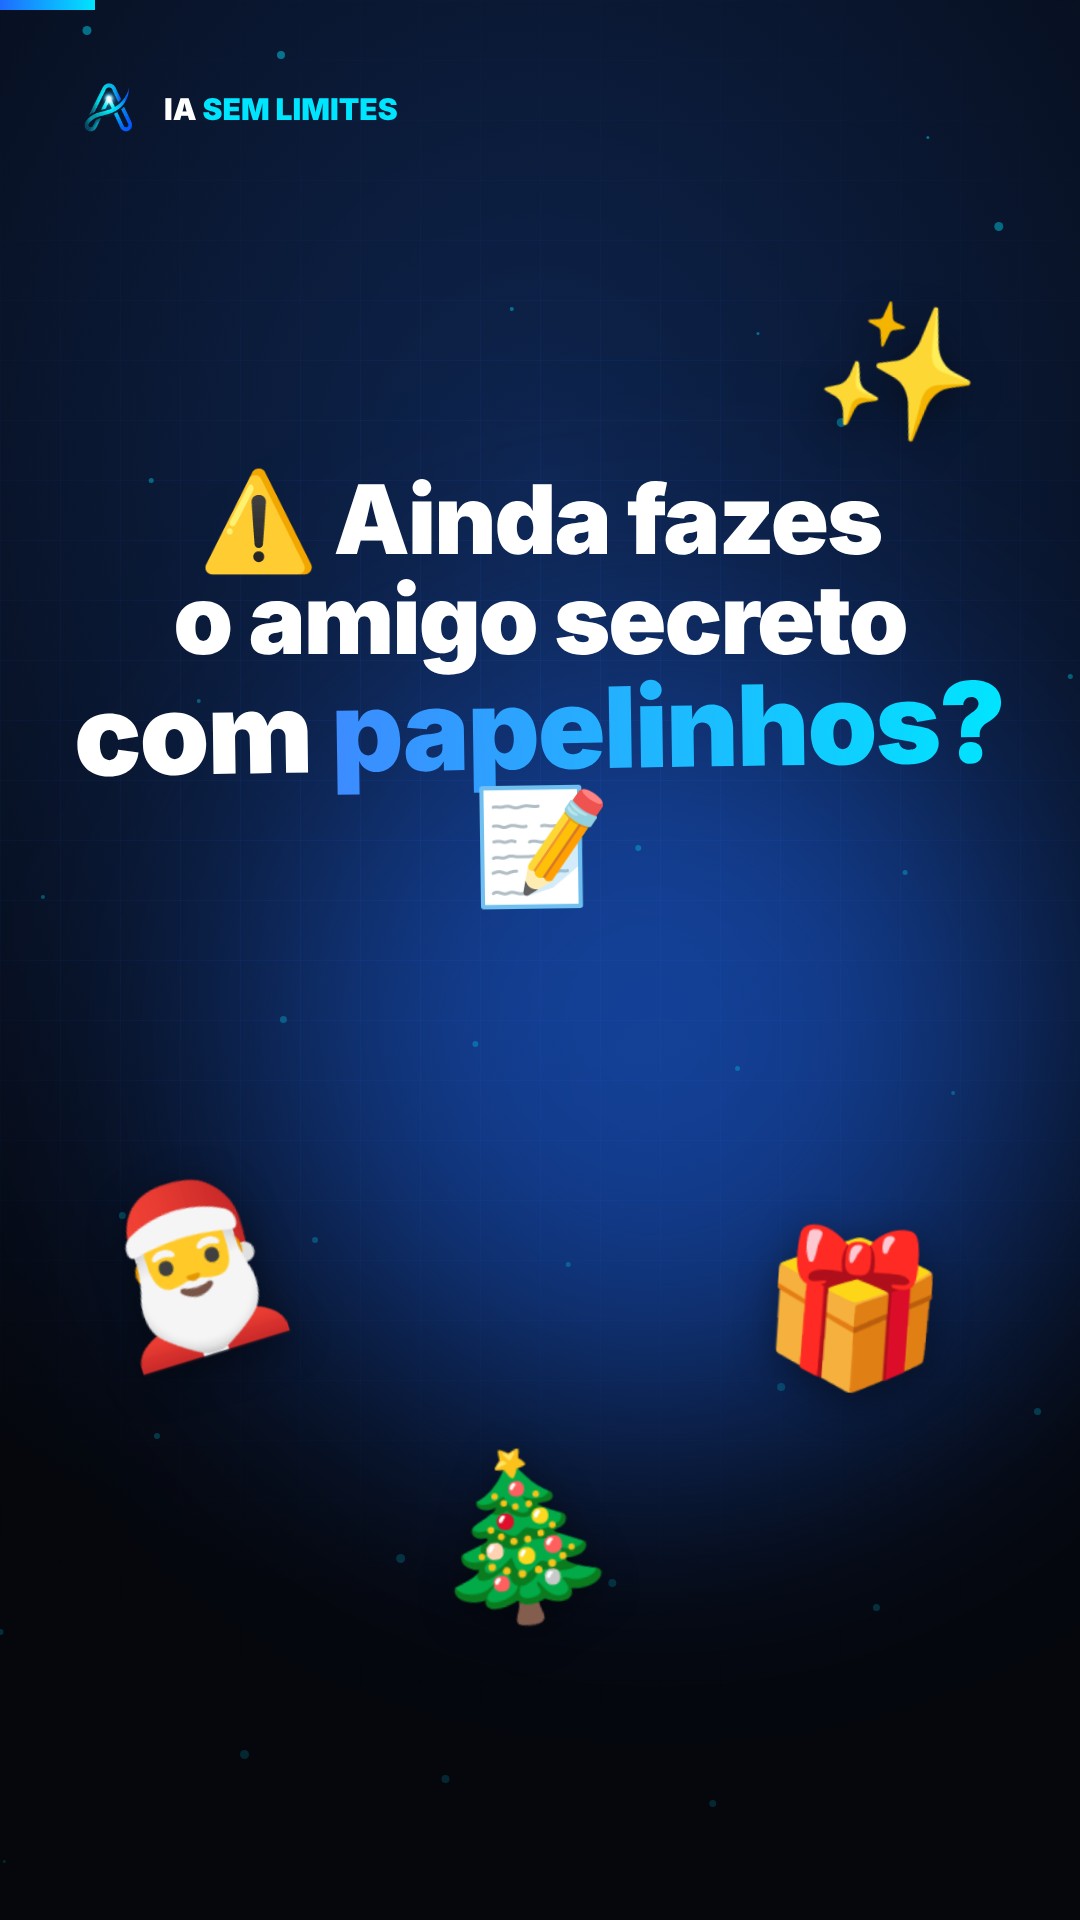 IA SEM LIMITES
⚠️ Ainda fazes
o amigo secreto
com papelinhos?
📝